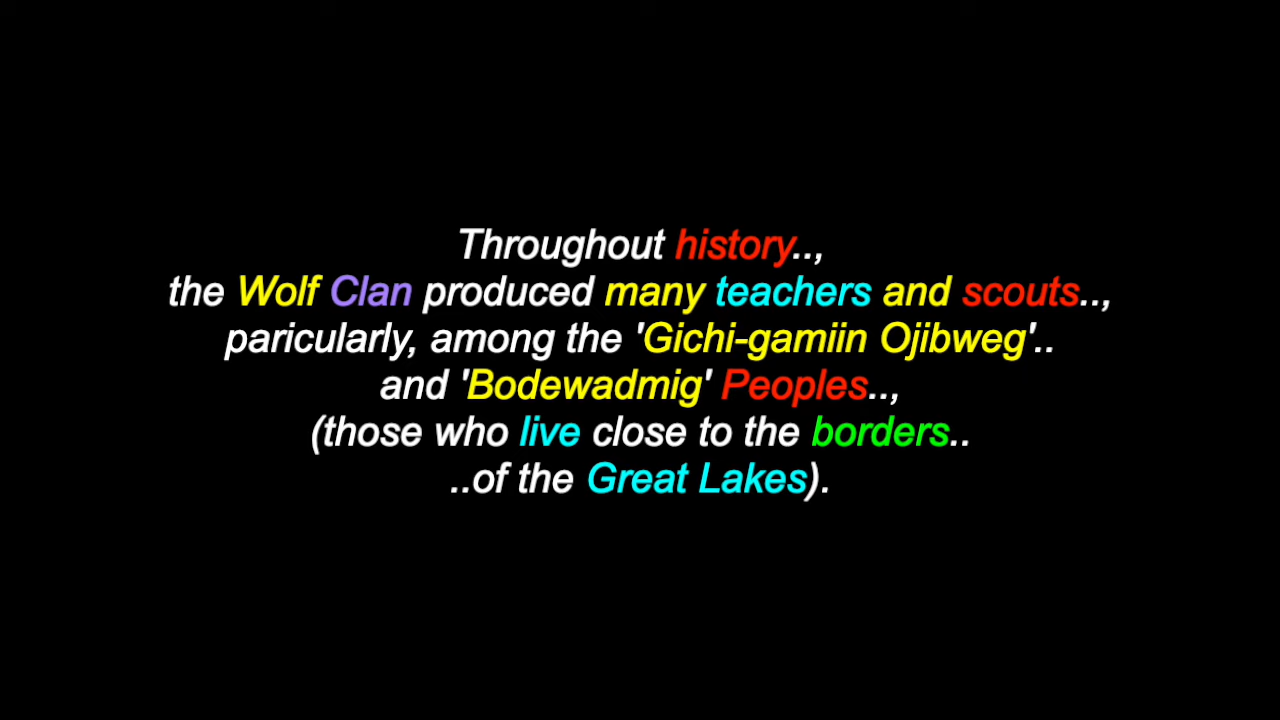 Throughout history..,
the Wolf Clan produced many teachers and scouts..,
paricularly, among the 'Gichi-gamiin Ojibweg'..
and 'Bodewadmig' Peoples..,
(those who live close to the borders..
..of the Great Lakes).